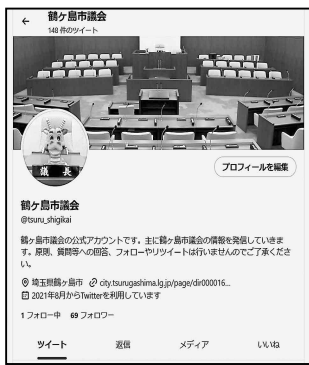 ← 鶴ヶ島市議会
148 件のツイート
議 長
プロフィールを編集
鶴ヶ島市議会
@tsuru_shigikai
鶴ヶ島市議会の公式アカウントです。主に鶴ヶ島市議会の情報を発信していきま
す。原則、質問等への回答、フォローやリツイートは行いませんのでご了承くださ
い。
埼玉県鶴ヶ島市 city.tsurugashima.lg.jp/page/dir000016...
2021年8月からTwitterを利用しています
1 フォロー中 69 フォロワー
ツイート 返信 メディア いいね